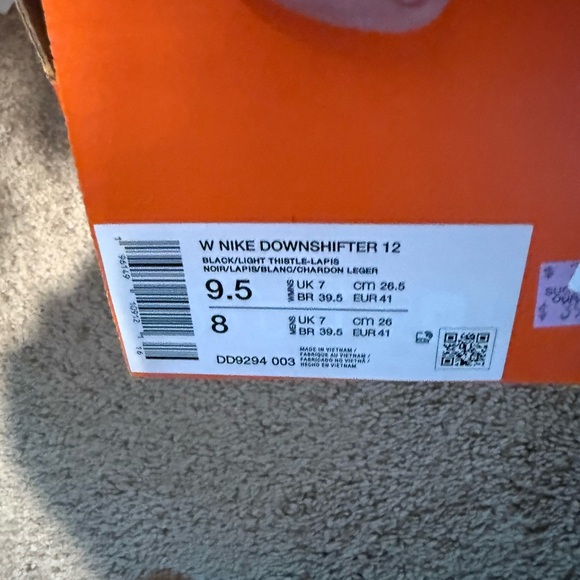 W NIKE DOWNSHIFTER 12
BLACK/LIGHT THISTLE-LAPIS
NOIR/LAPIS/BLANC/CHARDON LEGER
9.5 WMNS UK 7 CM 26.5
BR 39.5 EUR 41
8 MENS UK 7 CM 26
BR 39.5 EUR 41
DD9294 003
MADE IN VIETNAM /
FABRIQUE AU VIETNAM /
FABRICADO NO VIETNÃ /
HECHO EN VIETNAM
$
$